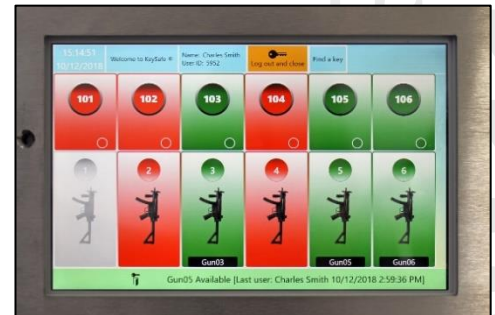 15:14:51
10/12/2018
Welcome to KeySafe ®
Name: Charles Smith
User ID: 5952
Log out and close
Find a key
101
102
103
104
105
106
1
2
3
4
5
6
Gun03
Gun05
Gun06
Gun05 Available [Last user: Charles Smith 10/12/2018 2:59:36 PM]